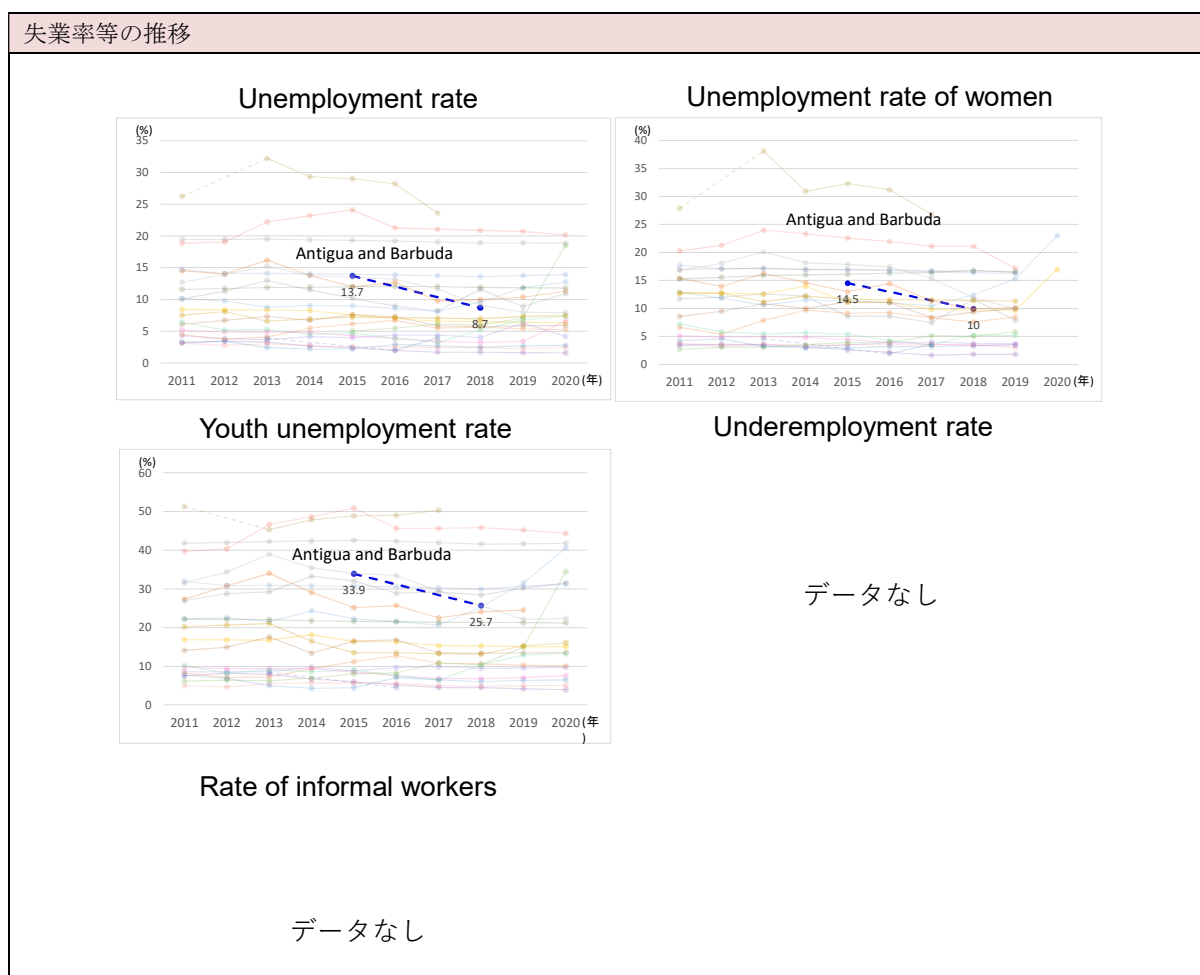 失業率等の推移
Unemployment rate
(%)
35
30
25
20
15
10
5
0
Antigua and Barbuda
13.7
8.7
2011 2012 2013 2014 2015 2016 2017 2018 2019 2020 (年)
Unemployment rate of women
(%)
40
35
30
25
20
15
10
5
0
Antigua and Barbuda
14.5
10
2011 2012 2013 2014 2015 2016 2017 2018 2019 2020 (年)
Youth unemployment rate
(%)
60
50
40
30
20
10
0
Antigua and Barbuda
33.9
25.7
2011 2012 2013 2014 2015 2016 2017 2018 2019 2020 (年
)
Underemployment rate
データなし
Rate of informal workers
データなし